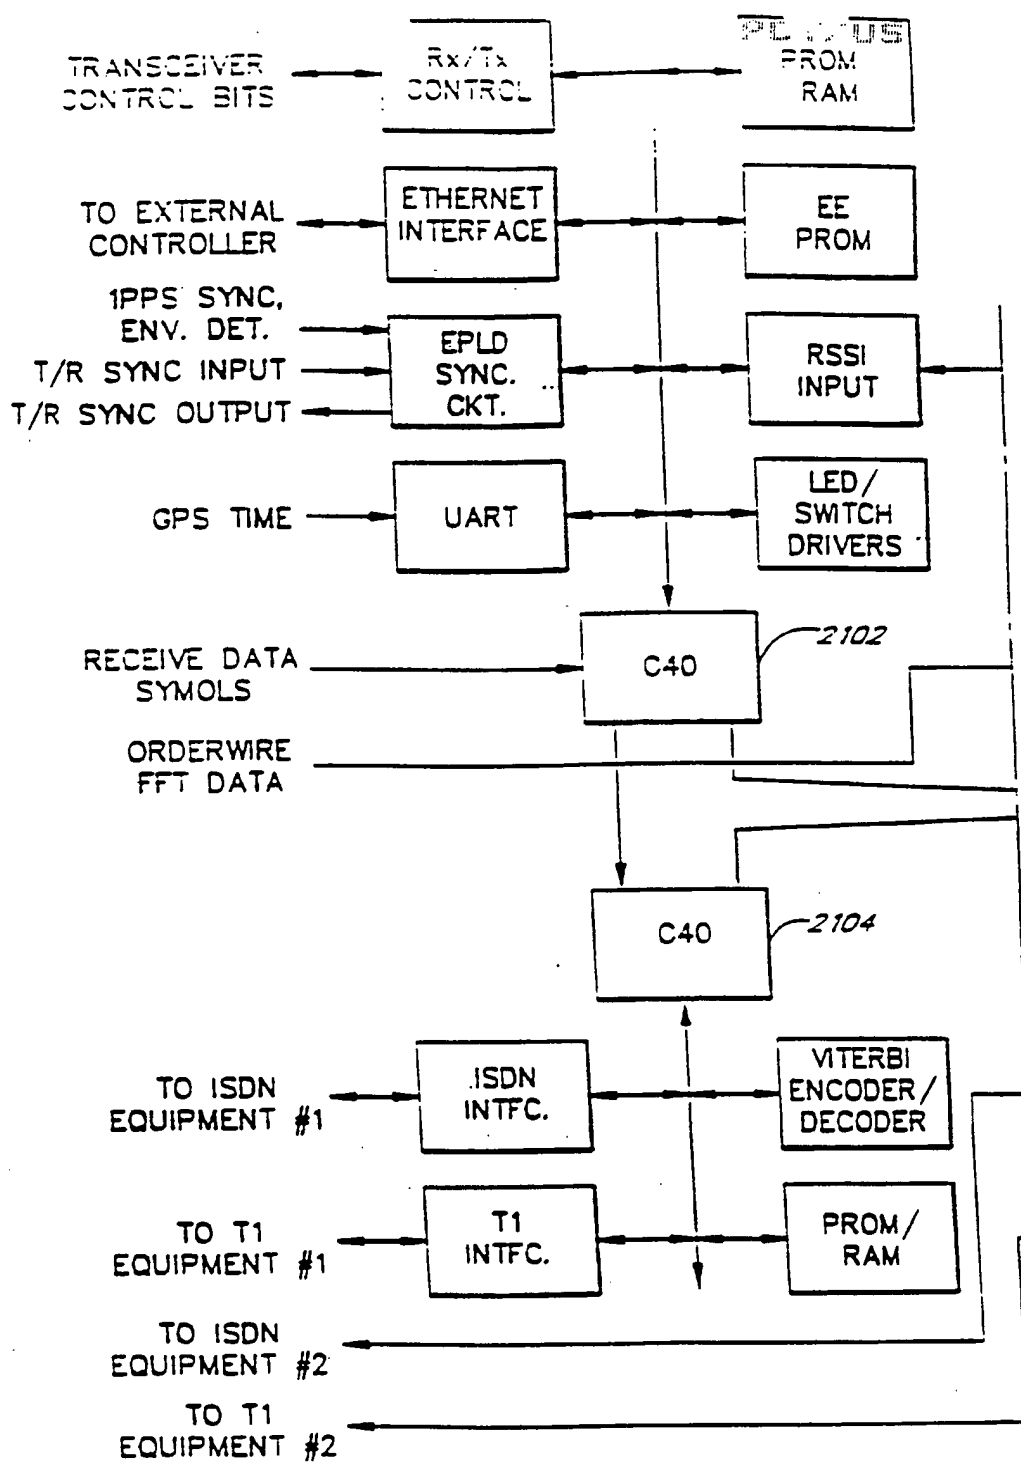 PCT/US
TRANSCEIVER
CONTROL BITS
Rx/Tx
CONTROL
PROM
RAM
TO EXTERNAL
CONTROLLER
ETHERNET
INTERFACE
EE
PROM
1PPS SYNC,
ENV. DET.
T/R SYNC INPUT
T/R SYNC OUTPUT
EPLD
SYNC.
CKT.
RSSI
INPUT
GPS TIME
UART
LED/
SWITCH
DRIVERS
RECEIVE DATA
SYMOLS
C40
2102
ORDERWIRE
FFT DATA
C40
2104
TO ISDN
EQUIPMENT #1
ISDN
INTFC.
VITERBI
ENCODER/
DECODER
TO T1
EQUIPMENT #1
T1
INTFC.
PROM/
RAM
TO ISDN
EQUIPMENT #2
TO T1
EQUIPMENT #2